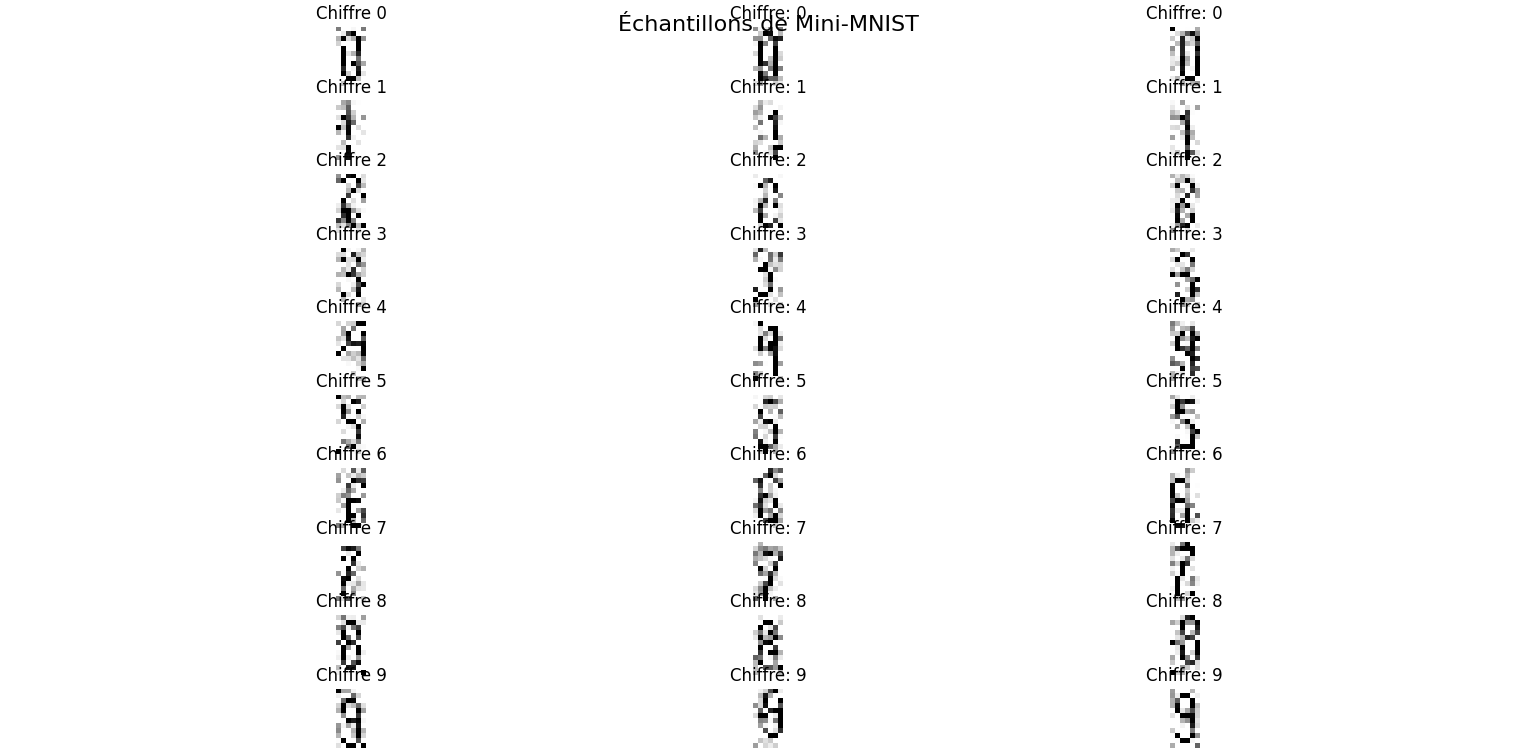 Échantillons de Mini-MNIST
Chiffre 0 Chiffre: 0 Chiffre: 0
Chiffre 1 Chiffre: 1 Chiffre: 1
Chiffre 2 Chiffre: 2 Chiffre: 2
Chiffre 3 Chiffre: 3 Chiffre: 3
Chiffre 4 Chiffre: 4 Chiffre: 4
Chiffre 5 Chiffre: 5 Chiffre: 5
Chiffre 6 Chiffre: 6 Chiffre: 6
Chiffre 7 Chiffre: 7 Chiffre: 7
Chiffre 8 Chiffre: 8 Chiffre: 8
Chiffre 9 Chiffre: 9 Chiffre: 9